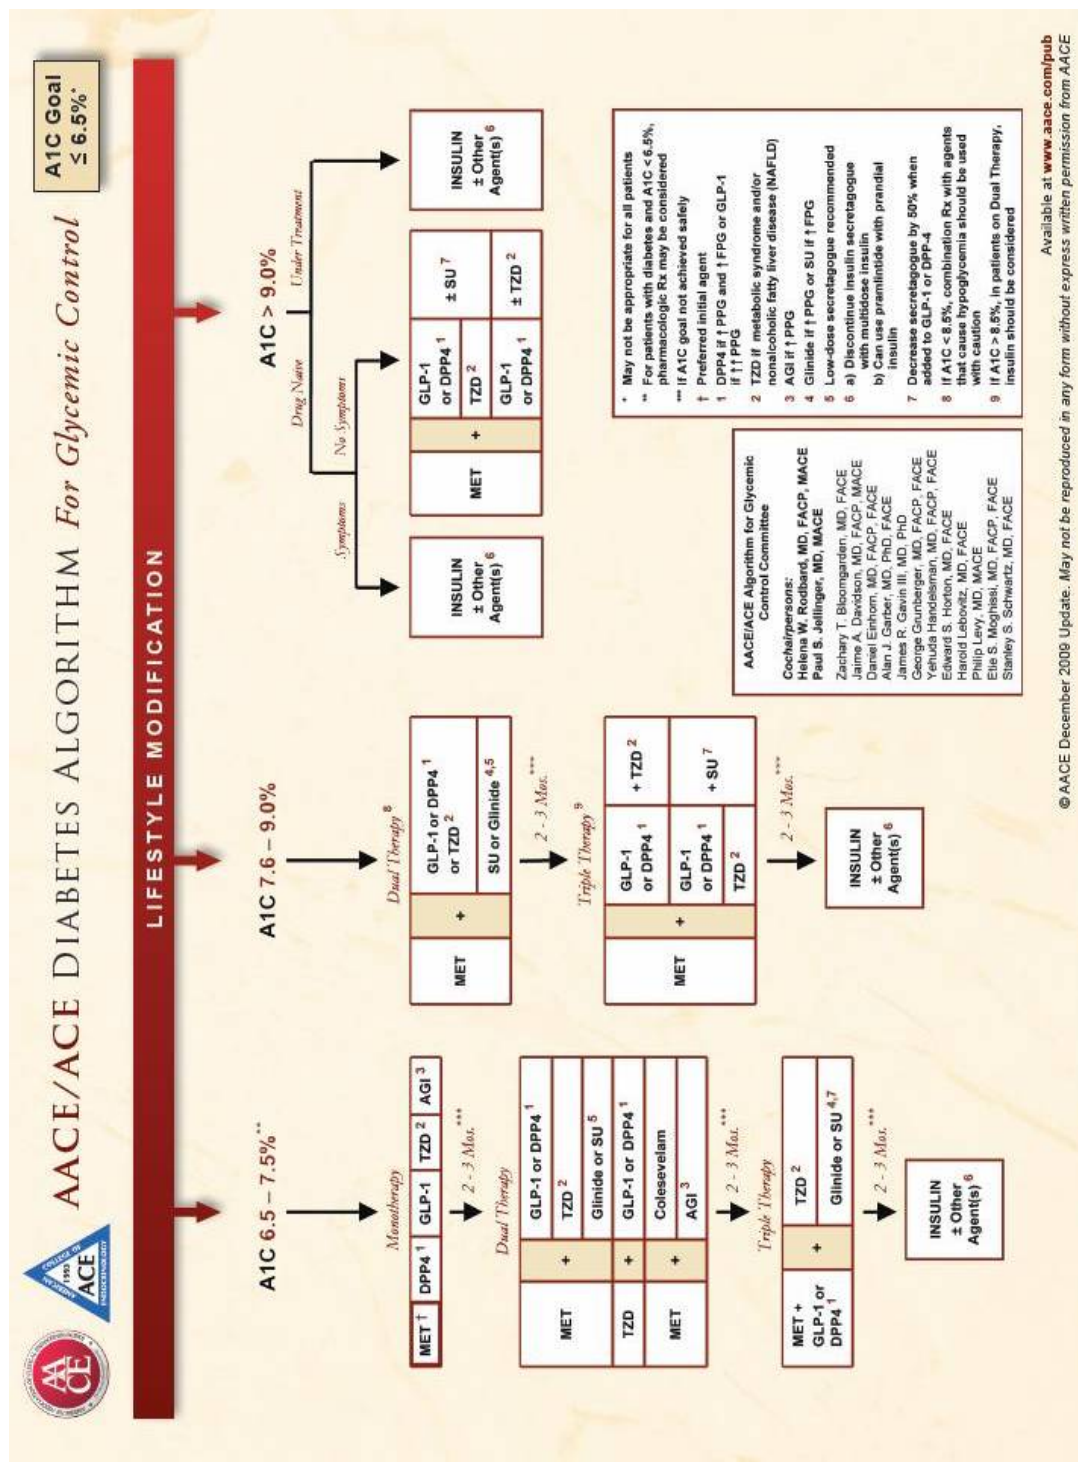 AACE/ACE DIABETES ALGORITHM For Glycemic Control
A1C Goal
≤ 6.5%*
AACE
AMERICAN COLLEGE OF
1993
ACE
ENDOCRINOLOGY
LIFESTYLE MODIFICATION
A1C 6.5 – 7.5%**
Monotherapy
MET † DPP4 1 GLP-1 TZD 2 AGI 3
2 - 3 Mos.***
Dual Therapy
MET
+
GLP-1 or DPP4 1
TZD 2
Glinide or SU 5
TZD
+
GLP-1 or DPP4 1
MET
+
Colesevelam
AGI 3
2 - 3 Mos.***
Triple Therapy
MET +
GLP-1 or
DPP4 1
+
TZD 2
Glinide or SU 4,7
2 - 3 Mos.***
INSULIN
± Other
Agent(s) 6
A1C 7.6 – 9.0%
Dual Therapy 8
MET
+
GLP-1 or DPP4 1
or TZD 2
SU or Glinide 4,5
2 - 3 Mos.***
Triple Therapy 9
MET
+
GLP-1
or DPP4 1
+ TZD 2
GLP-1
or DPP4 1
TZD 2
+ SU 7
2 - 3 Mos.***
INSULIN
± Other
Agent(s) 6
A1C > 9.0%
Drug Naive
Under Treatment
Symptoms
No Symptoms
INSULIN
± Other
Agent(s) 6
MET
+
GLP-1
or DPP4 1
± SU 7
TZD 2
GLP-1
or DPP4 1
± TZD 2
INSULIN
± Other
Agent(s) 6
AACE/ACE Algorithm for Glycemic
Control Committee
Cochairpersons:
Helena W. Rodbard, MD, FACP, MACE
Paul S. Jellinger, MD, MACE
Zachary T. Bloomgarden, MD, FACE
Jaime A. Davidson, MD, FACP, MACE
Daniel Einhorn, MD, FACP, FACE
Alan J. Garber, MD, PhD, FACE
James R. Gavin III, MD, PhD
George Grunberger, MD, FACP, FACE
Yehuda Handelsman, MD, FACP, FACE
Edward S. Horton, MD, FACE
Harold Lebovitz, MD, FACE
Philip Levy, MD, MACE
Etie S. Moghissi, MD, FACP, FACE
Stanley S. Schwartz, MD, FACE
* May not be appropriate for all patients
** For patients with diabetes and A1C < 6.5%,
pharmacologic Rx may be considered
*** If A1C goal not achieved safely
† Preferred initial agent
1 DPP4 if ↑ PPG and ↑ FPG or GLP-1
if ↑↑ PPG
2 TZD if metabolic syndrome and/or
nonalcoholic fatty liver disease (NAFLD)
3 AGI if ↑ PPG
4 Glinide if ↑ PPG or SU if ↑ FPG
5 Low-dose secretagogue recommended
6 a) Discontinue insulin secretagogue
with multidose insulin
b) Can use pramlintide with prandial
insulin
7 Decrease secretagogue by 50% when
added to GLP-1 or DPP-4
8 If A1C < 8.5%, combination Rx with agents
that cause hypoglycemia should be used
with caution
9 If A1C > 8.5%, in patients on Dual Therapy,
insulin should be considered
Available at www.aace.com/pub
© AACE December 2009 Update. May not be reproduced in any form without express written permission from AACE